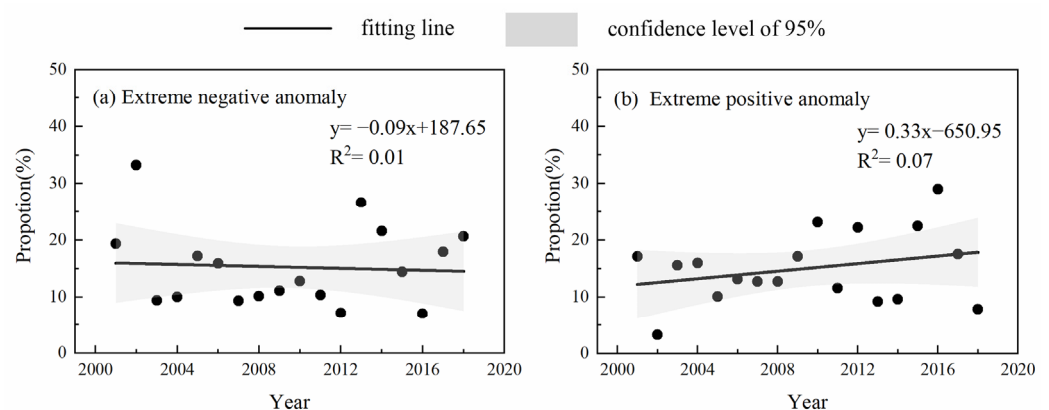 fitting line confidence level of 95%
(a) Extreme negative anomaly
y= −0.09x+187.65
R²= 0.01
Propotion(%)
50
40
30
20
10
0
2000 2004 2008 2012 2016 2020
Year
(b) Extreme positive anomaly
y= 0.33x−650.95
R²= 0.07
Propotion(%)
50
40
30
20
10
0
2000 2004 2008 2012 2016 2020
Year